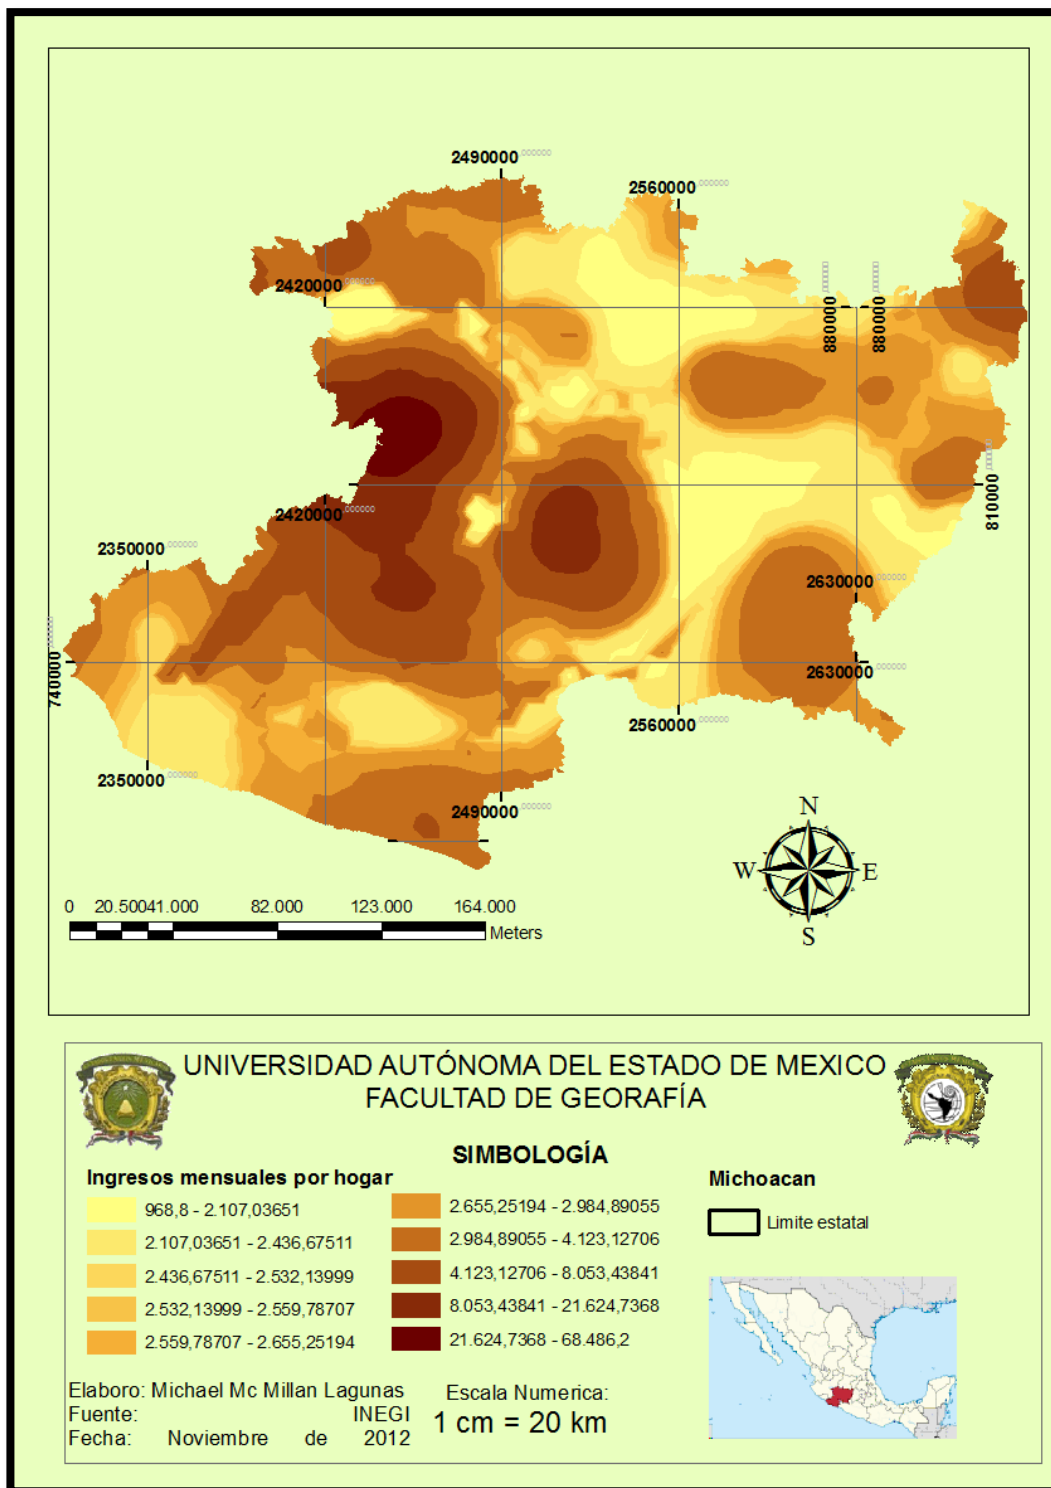 2490000
2560000
2420000
880000
880000
2420000
810000
2350000
2630000
740000
2630000
2560000
2350000
2490000
N
W E
S
0 20.50041.000 82.000 123.000 164.000
Meters
UNIVERSIDAD AUTÓNOMA DEL ESTADO DE MEXICO
FACULTAD DE GEORAFÍA
SIMBOLOGÍA
Ingresos mensuales por hogar
968,8 - 2.107,03651
2.107,03651 - 2.436,67511
2.436,67511 - 2.532,13999
2.532,13999 - 2.559,78707
2.559,78707 - 2.655,25194
2.655,25194 - 2.984,89055
2.984,89055 - 4.123,12706
4.123,12706 - 8.053,43841
8.053,43841 - 21.624,7368
21.624,7368 - 68.486,2
Michoacan
Limite estatal
Elaboro: Michael Mc Millan Lagunas
Fuente: INEGI
Fecha: Noviembre de 2012
Escala Numerica:
1 cm = 20 km